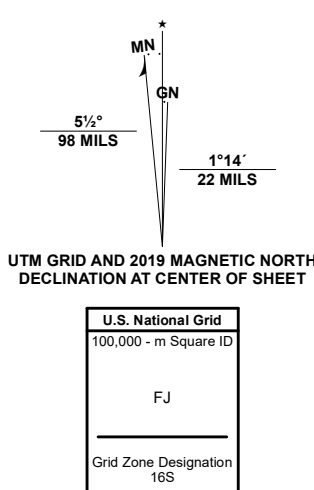 ★
MN
GN
5½°
98 MILS
1°14´
22 MILS
UTM GRID AND 2019 MAGNETIC NORTH
DECLINATION AT CENTER OF SHEET
U.S. National Grid
100,000 - m Square ID
FJ
Grid Zone Designation
16S